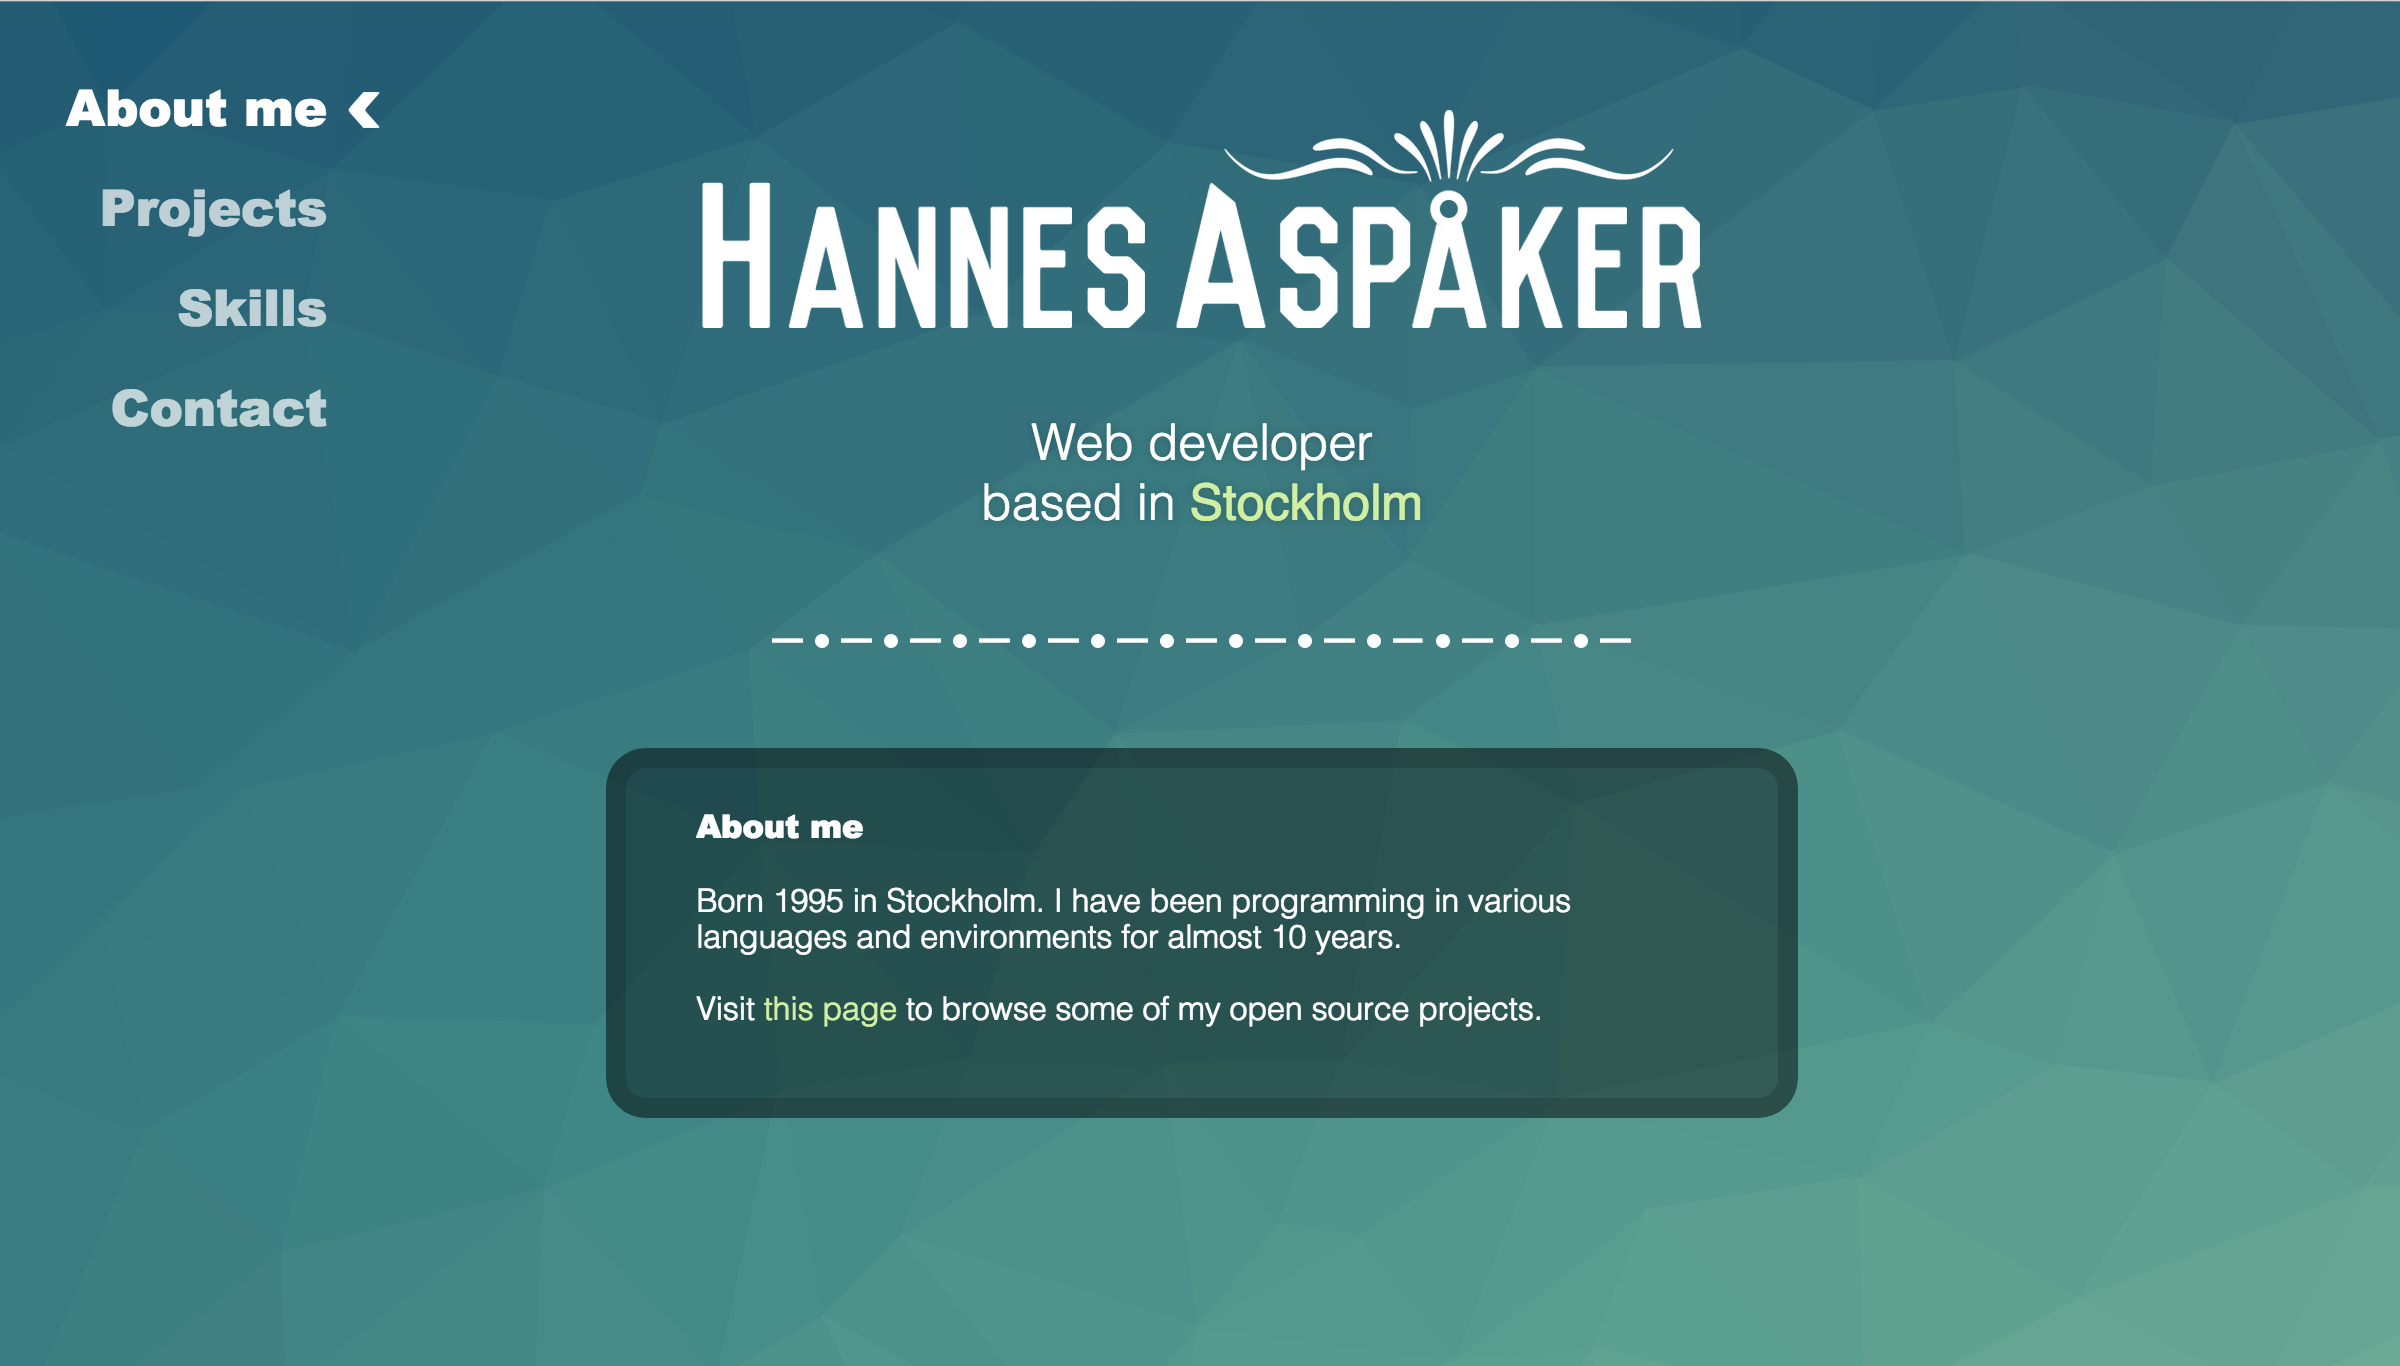 About me
Projects
Skills
Contact
HANNES ASPÅKER
Web developer
based in Stockholm
About me
Born 1995 in Stockholm. I have been programming in various
languages and environments for almost 10 years.
Visit this page to browse some of my open source projects.